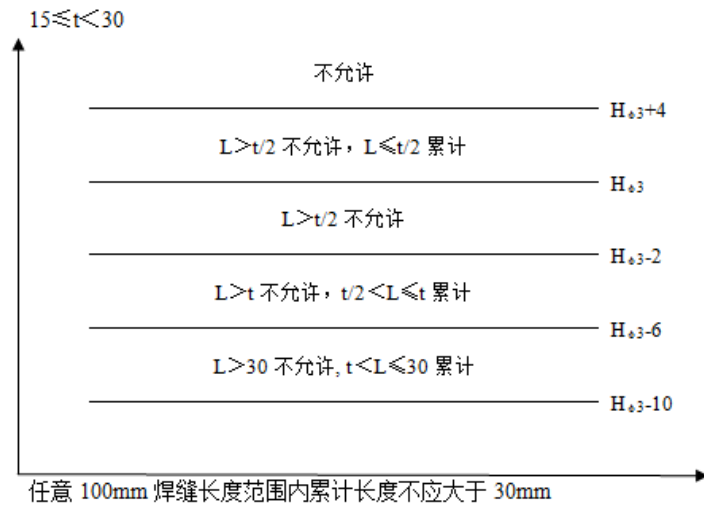 15≤t<30
不允许
H₀₃+4
L>t/2 不允许，L≤t/2 累计
Hφ3
L>t/2 不允许
Hφ3-2
L>t 不允许，t/2<L≤t 累计
Hφ3-6
L>30 不允许, t<L≤30 累计
Hφ3-10
任意 100mm 焊缝长度范围内累计长度不应大于 30mm